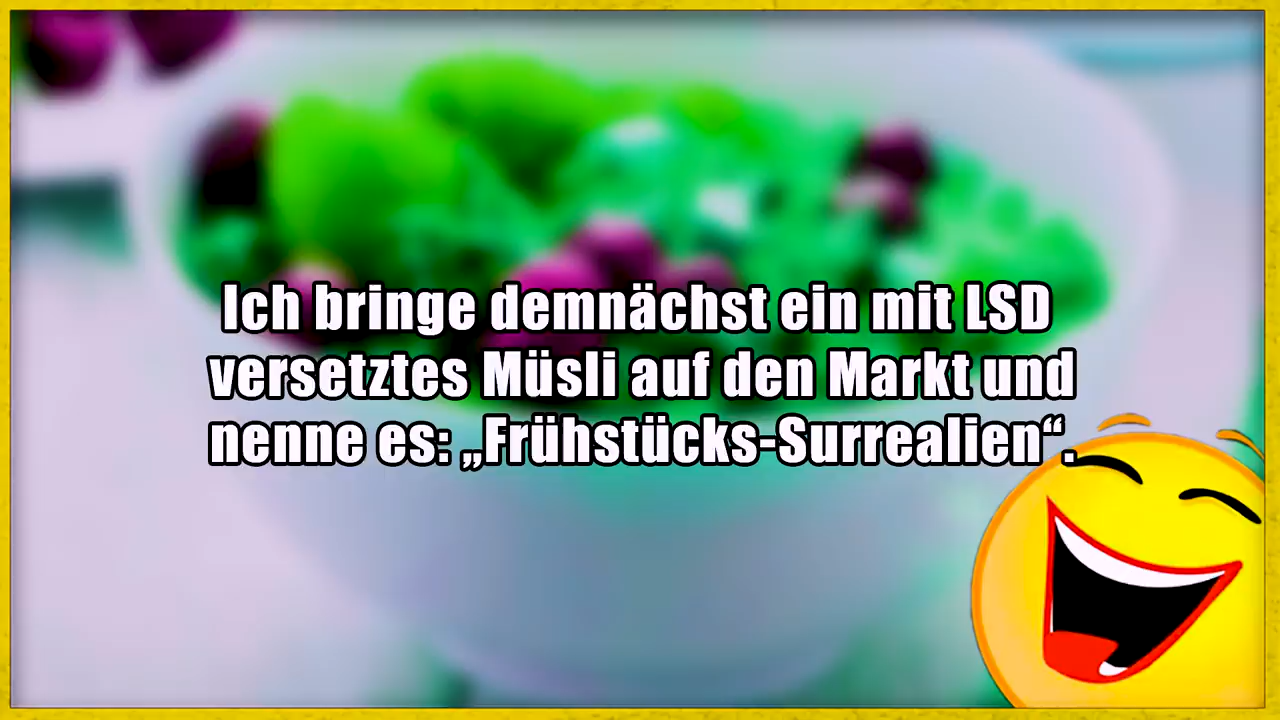 Ich bringe demnächst ein mit LSD
versetztes Müsli auf den Markt und
nenne es: „Frühstücks-Surrealien“.